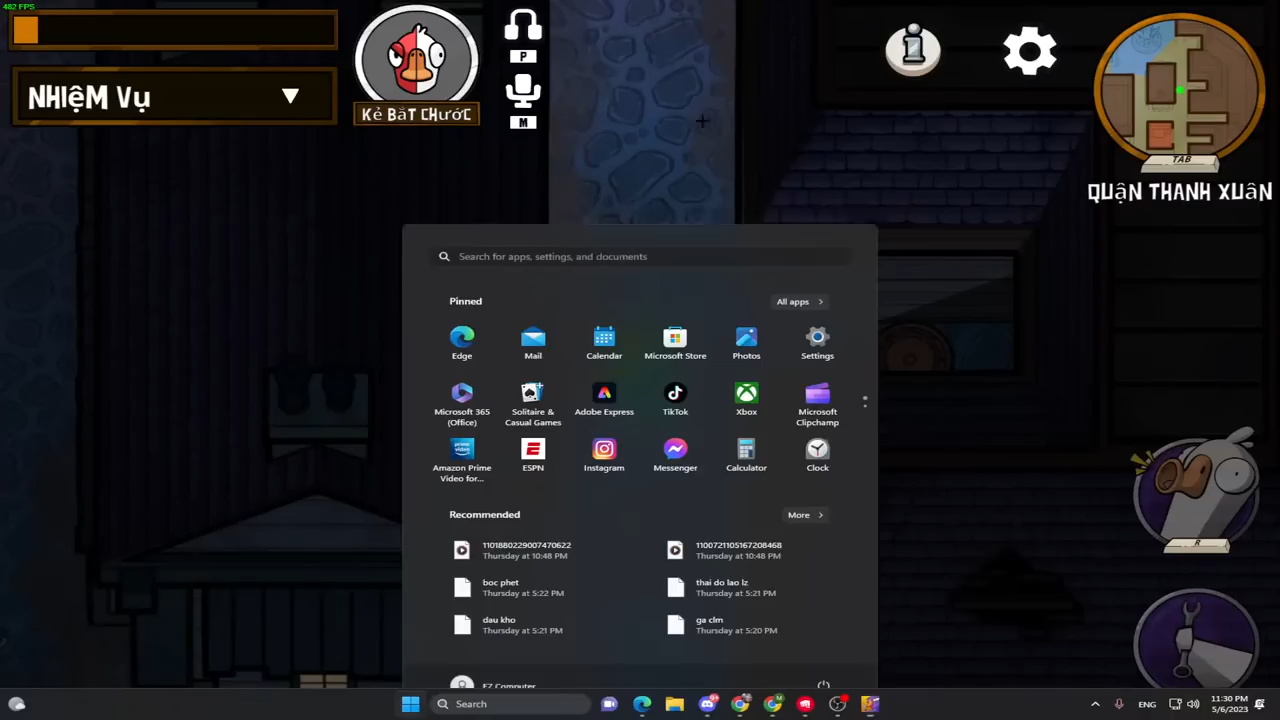 482 FPS
NHIỆM VỤ
KẻBẮTCHƯỚC
P
M
TAB
QUẬN THANH XUÂN
Search for apps, settings, and documents
Pinned
All apps
Edge
Mail
Calendar
Microsoft Store
Photos
Settings
Microsoft 365
(Office)
Solitaire &
Casual Games
Adobe Express
TikTok
Xbox
Microsoft
Clipchamp
prime
video
Amazon Prime
Video for...
ESPN
Instagram
Messenger
Calculator
Clock
Recommended
More
1101880229007470622
Thursday at 10:48 PM
1100721105167208468
Thursday at 10:48 PM
boc phet
Thursday at 5:22 PM
thai do lao lz
Thursday at 5:21 PM
dau kho
Thursday at 5:21 PM
ga clm
Thursday at 5:20 PM
EZ Computer
R
Search
ENG
11:30 PM
5/6/2023